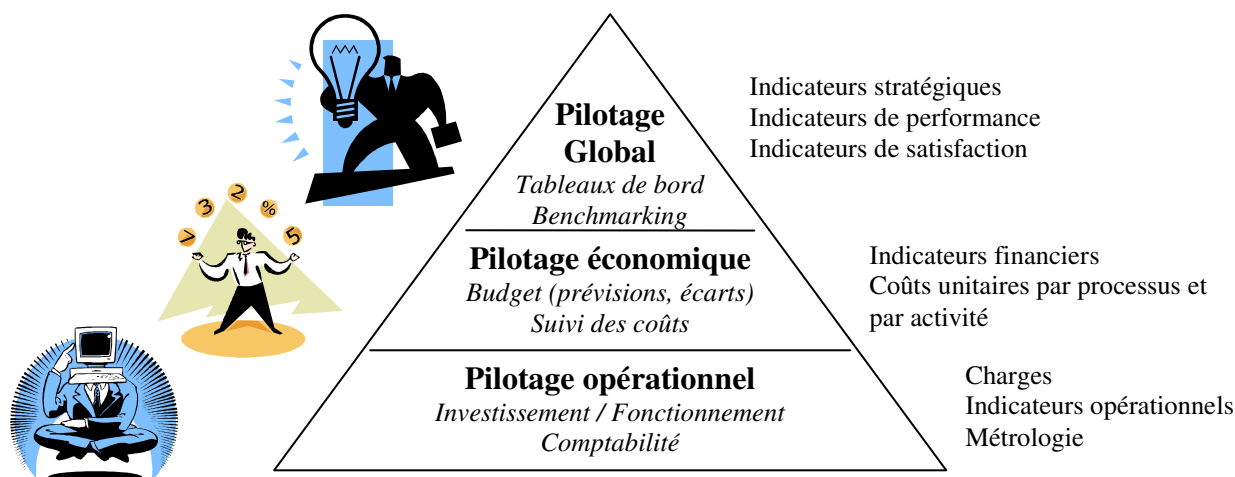 Pilotage
Global
Tableaux de bord
Benchmarking
Indicateurs stratégiques
Indicateurs de performance
Indicateurs de satisfaction
> 3 2 % 5
Pilotage économique
Budget (prévisions, écarts)
Suivi des coûts
Indicateurs financiers
Coûts unitaires par processus et
par activité
Pilotage opérationnel
Investissement / Fonctionnement
Comptabilité
Charges
Indicateurs opérationnels
Métrologie